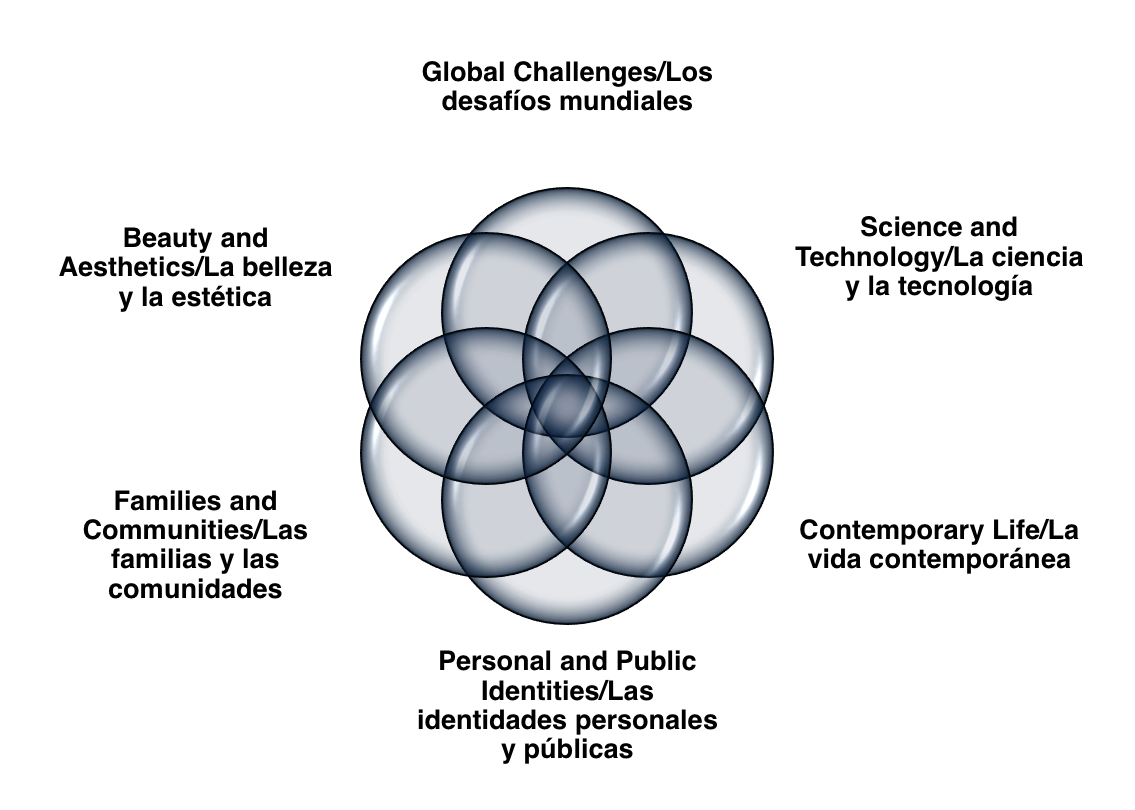 Global Challenges/Los
desafíos mundiales
Beauty and
Aesthetics/La belleza
y la estética
Science and
Technology/La ciencia
y la tecnología
Families and
Communities/Las
familias y las
comunidades
Contemporary Life/La
vida contemporánea
Personal and Public
Identities/Las
identidades personales
y públicas